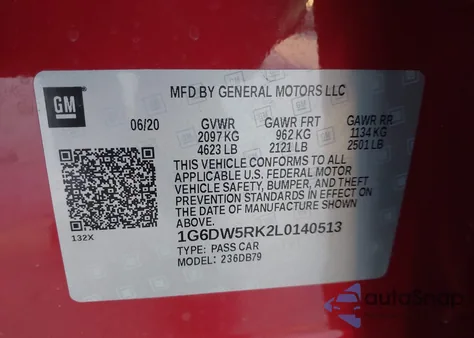 GM
MFD BY GENERAL MOTORS LLC
06/20 GVWR GAWR FRT GAWR RR
2097 KG 962 KG 1134 KG
4623 LB 2121 LB 2501 LB
THIS VEHICLE CONFORMS TO ALL
APPLICABLE U.S. FEDERAL MOTOR
VEHICLE SAFETY, BUMPER, AND THEFT
PREVENTION STANDARDS IN EFFECT ON THE
DATE OF MANUFACTURE SHOWN ABOVE.
132X
1G6DW5RK2L0140513
TYPE: PASS CAR
MODEL: 236DB79
autoSnap